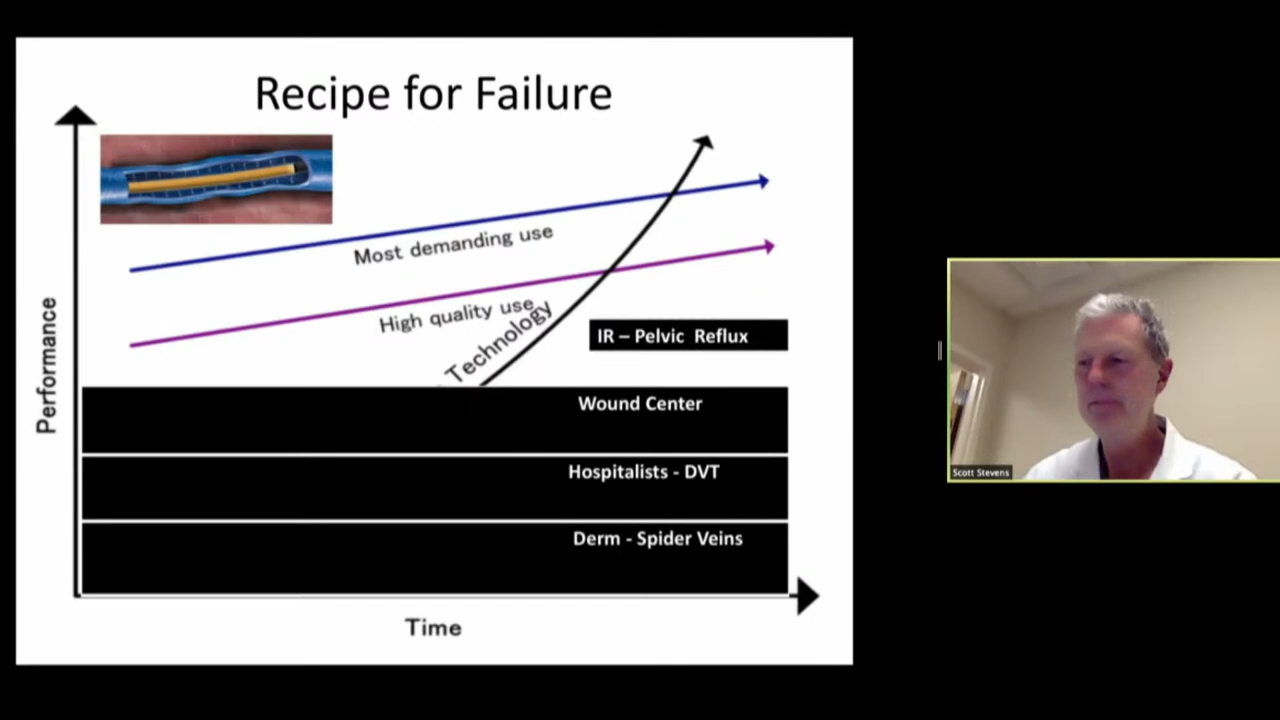 Recipe for Failure
Most demanding use
High quality use
Technology
IR – Pelvic Reflux
Wound Center
Hospitalists - DVT
Derm - Spider Veins
Performance
Time
Scott Stevens